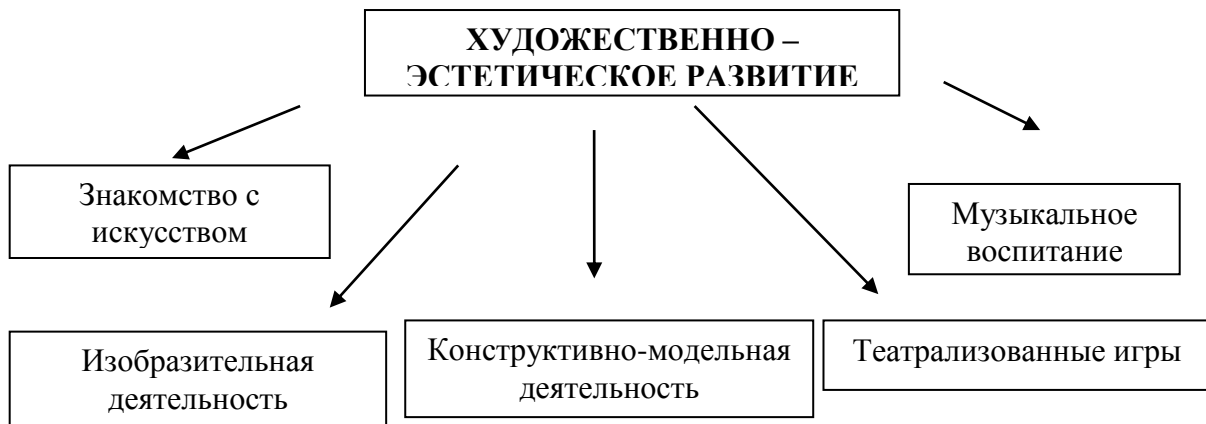 ХУДОЖЕСТВЕННО –
ЭСТЕТИЧЕСКОЕ РАЗВИТИЕ
Знакомство с
искусством
Музыкальное
воспитание
Изобразительная
деятельность
Конструктивно-модельная
деятельность
Театрализованные игры